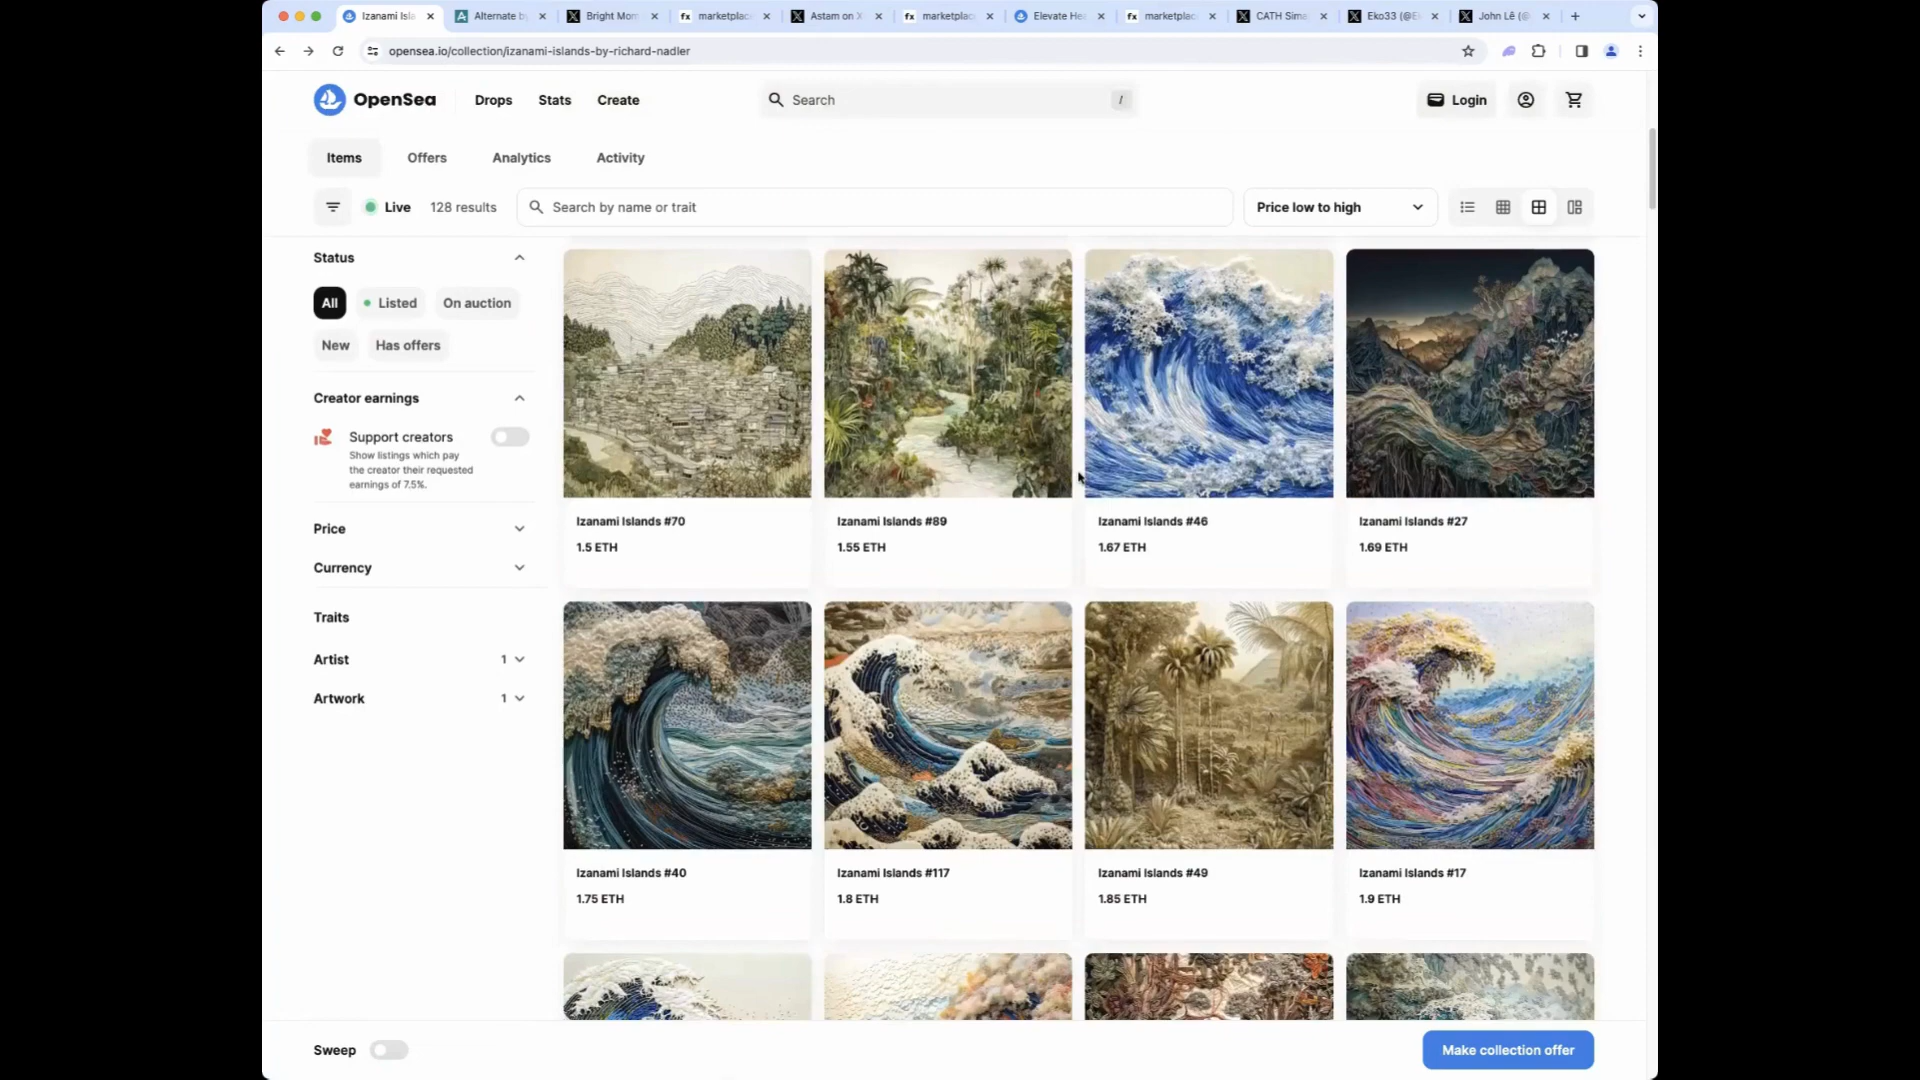 Izanami Isla
Alternate by
Bright Mom
marketplac
Astam on X
marketplac
Elevate Hea
marketplac
CATH Sima
Eko33 (@E
John Lê (@
opensea.io/collection/izanami-islands-by-richard-nadler
OpenSea
Drops
Stats
Create
Search
/
Login
Items
Offers
Analytics
Activity
Live
128 results
Search by name or trait
Price low to high
Status
All
Listed
On auction
New
Has offers
Creator earnings
Support creators
Show listings which pay
the creator their requested
earnings of 7.5%.
Price
Currency
Traits
Artist
1
Artwork
1
Izanami Islands #70
1.5 ETH
Izanami Islands #89
1.55 ETH
Izanami Islands #46
1.67 ETH
Izanami Islands #27
1.69 ETH
Izanami Islands #40
1.75 ETH
Izanami Islands #117
1.8 ETH
Izanami Islands #49
1.85 ETH
Izanami Islands #17
1.9 ETH
Sweep
Make collection offer